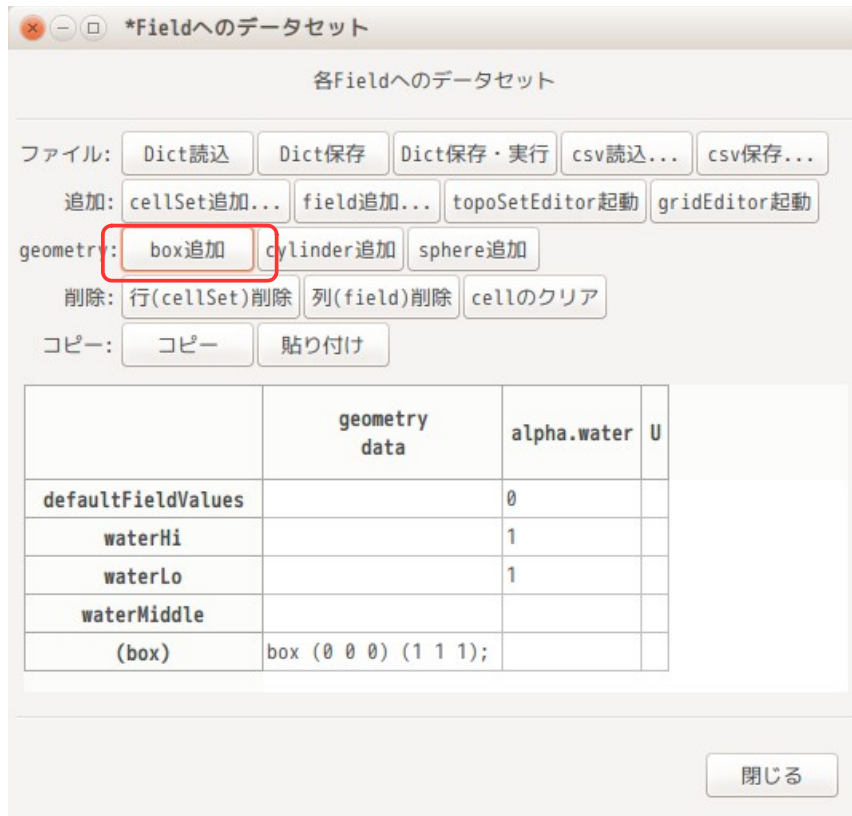 *Fieldへのデータセット
各Fieldへのデータセット
ファイル: Dict読込 Dict保存 Dict保存・実行 csv読込... csv保存...
追加: cellSet追加... field追加... topoSetEditor起動 gridEditor起動
geometry: box追加 cylinder追加 sphere追加
削除: 行(cellSet)削除 列(field)削除 cellのクリア
コピー: コピー 貼り付け
geometry
data alpha.water U
defaultFieldValues 0
waterHi 1
waterLo 1
waterMiddle
(box) box (0 0 0) (1 1 1);
閉じる